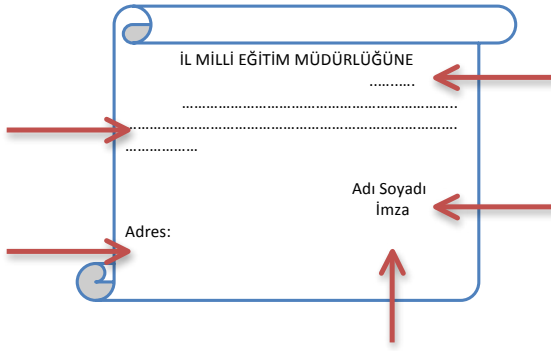 İL MİLLİ EĞİTİM MÜDÜRLÜĞÜNE
...........
....................................................................
..................................................................................
..................
Adı Soyadı
İmza
Adres: